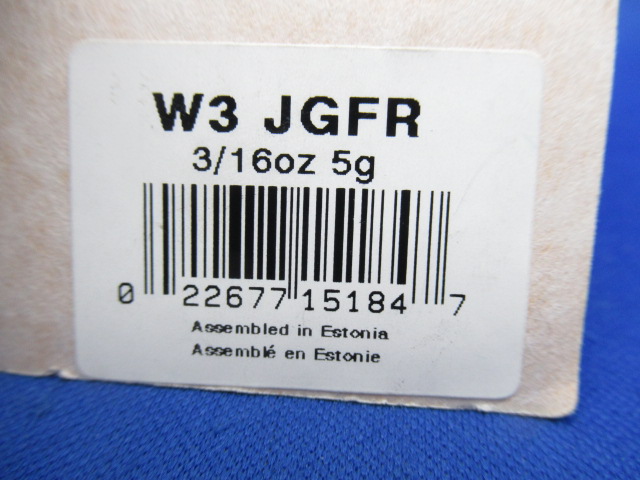 W3 JGFR
3/16oz 5g
0 22677 15184 7
Assembled in Estonia
Assemblé en Estonie